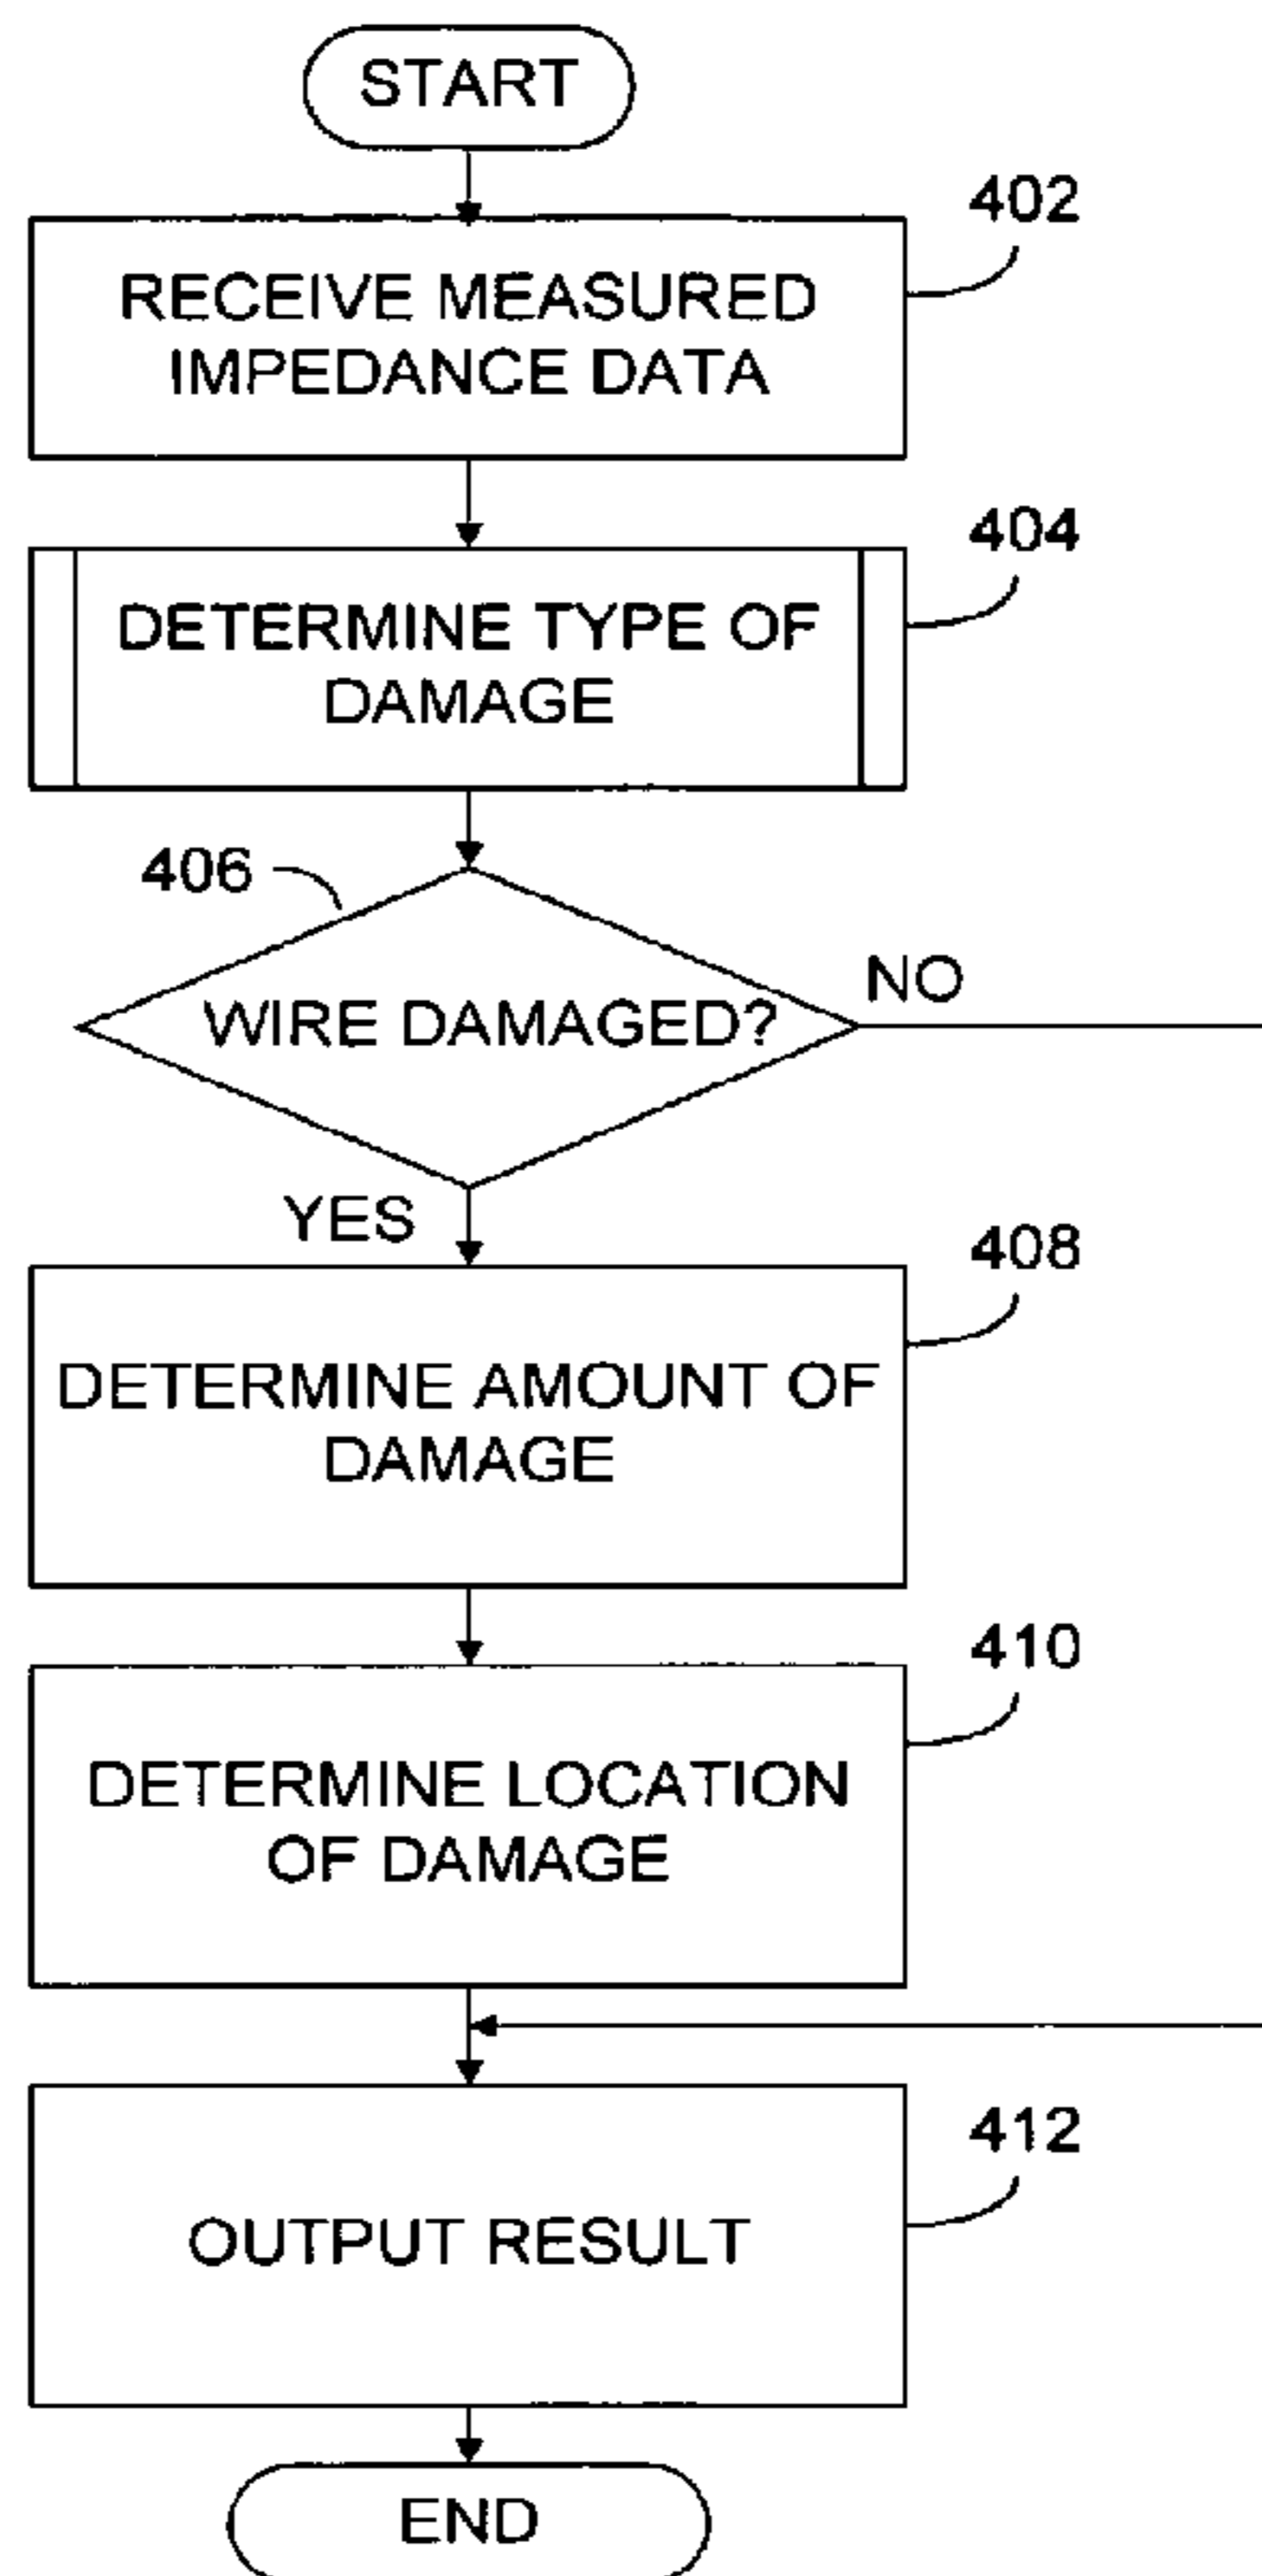 START
402
RECEIVE MEASURED
IMPEDANCE DATA
404
DETERMINE TYPE OF
DAMAGE
406
WIRE DAMAGED?
NO
YES
408
DETERMINE AMOUNT OF
DAMAGE
410
DETERMINE LOCATION
OF DAMAGE
412
OUTPUT RESULT
END